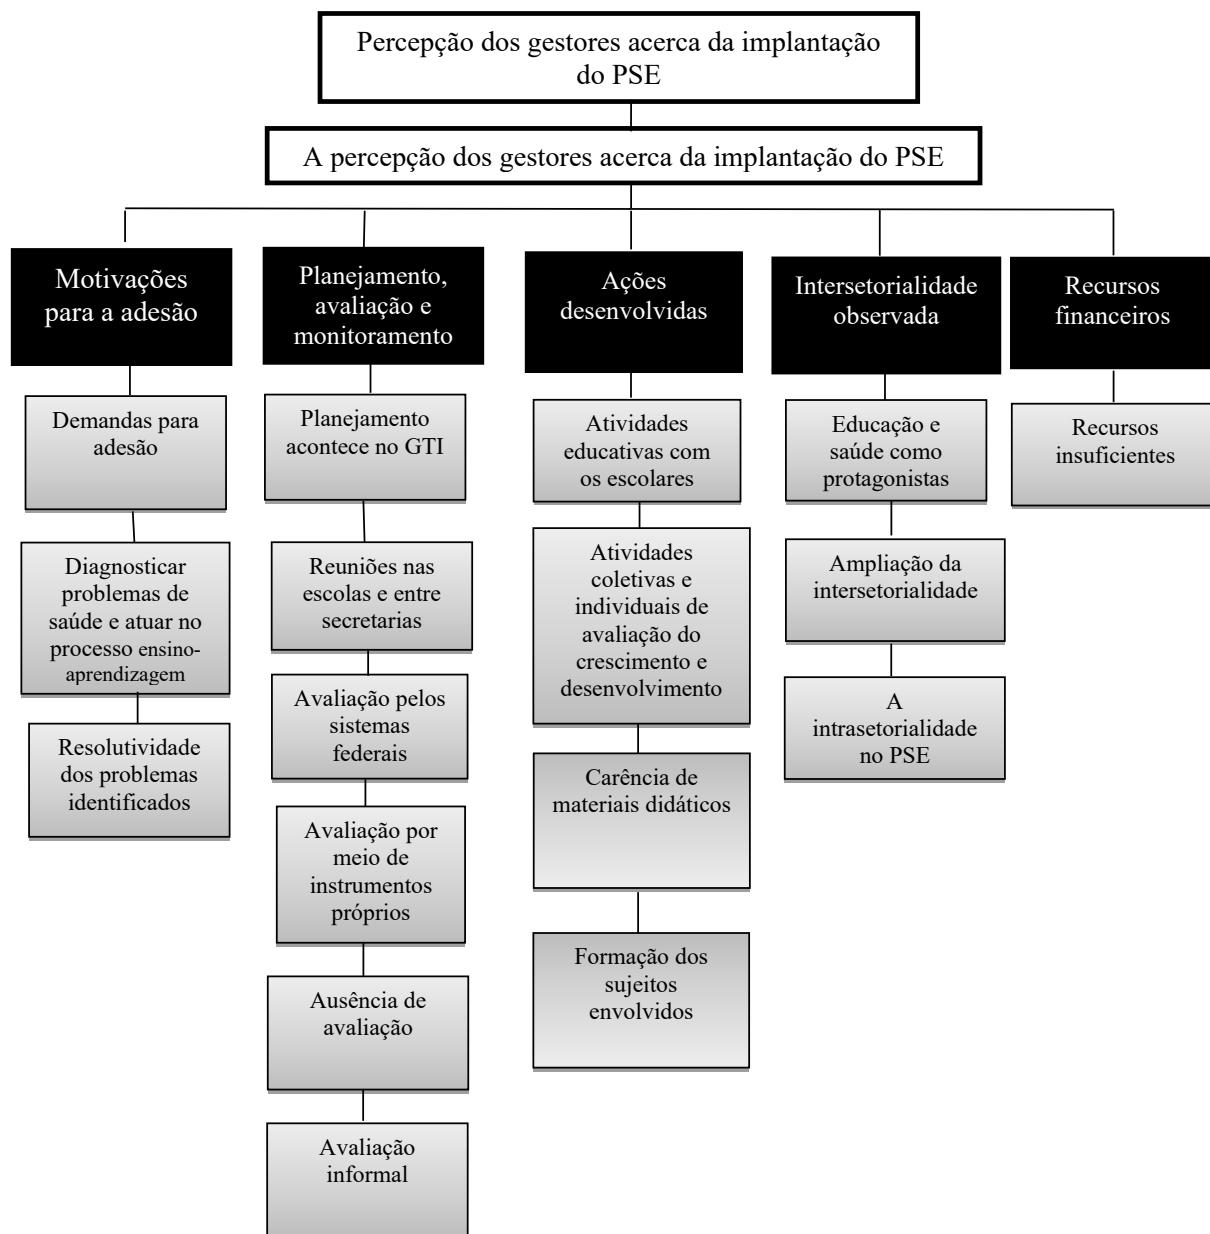 Percepção dos gestores acerca da implantação
do PSE
A percepção dos gestores acerca da implantação do PSE
Motivações
para a adesão
Demandas para
adesão
Diagnosticar
problemas de
saúde e atuar no
processo ensino-
aprendizagem
Resolutividade
dos problemas
identificados
Planejamento,
avaliação e
monitoramento
Planejamento
acontece no GTI
Reuniões nas
escolas e entre
secretarias
Avaliação pelos
sistemas
federais
Avaliação por
meio de
instrumentos
próprios
Ausência de
avaliação
Avaliação
informal
Ações
desenvolvidas
Atividades
educativas com
os escolares
Atividades
coletivas e
individuais de
avaliação do
crescimento e
desenvolvimento
Carência de
materiais didáticos
Formação dos
sujeitos
envolvidos
Intersetorialidade
observada
Educação e
saúde como
protagonistas
Ampliação da
intersetorialidade
A
intrasetorialidade
no PSE
Recursos
financeiros
Recursos
insuficientes